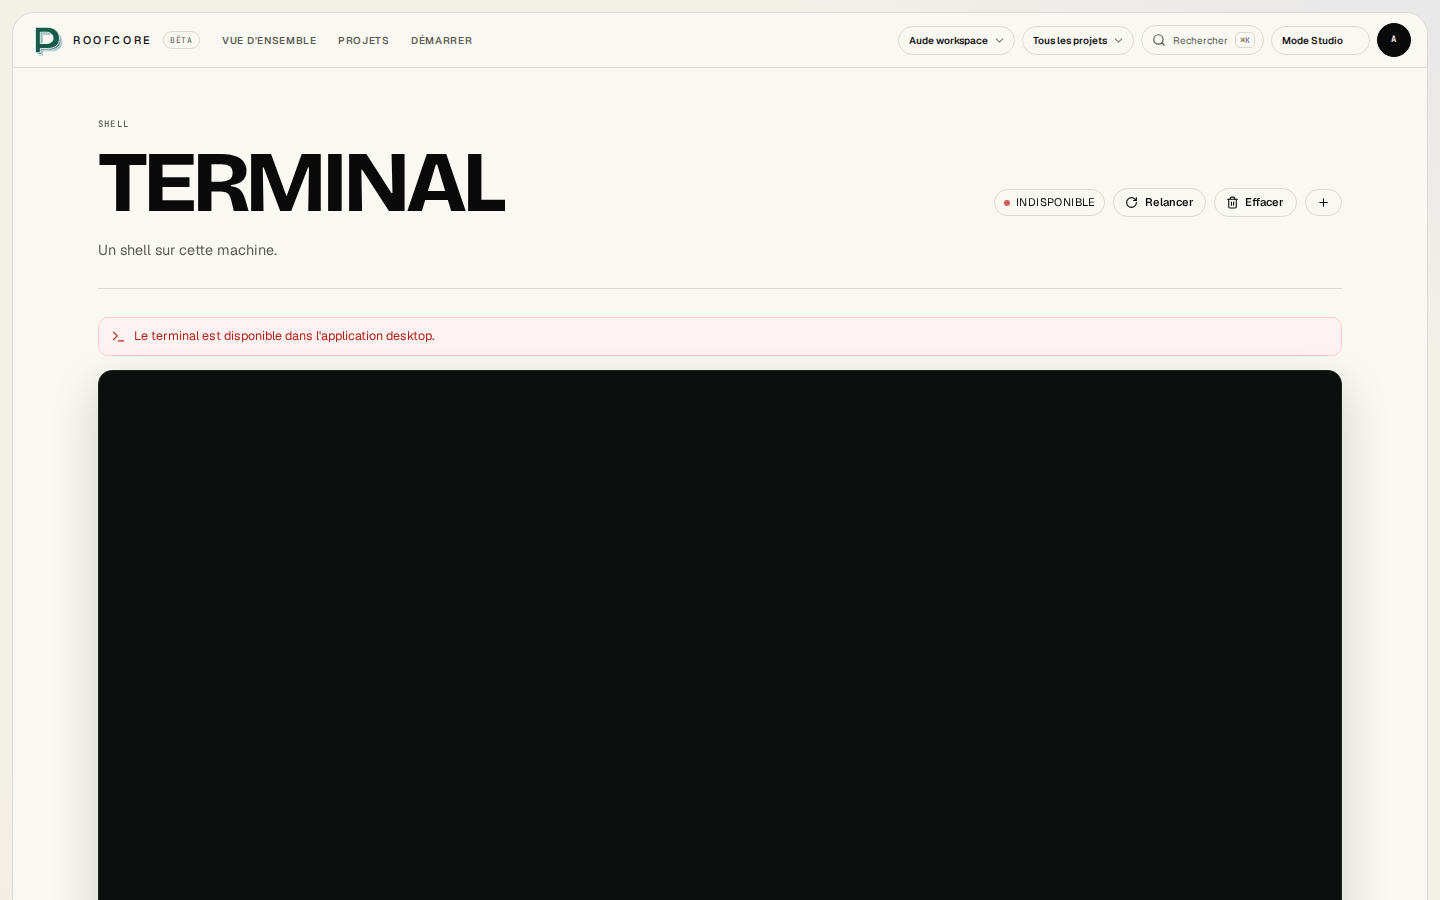 ROOFCORE BÊTA VUE D'ENSEMBLE PROJETS DÉMARRER Aude workspace Tous les projets Rechercher ⌘K Mode Studio A
SHELL
TERMINAL
INDISPONIBLE Relancer Effacer +
Un shell sur cette machine.
Le terminal est disponible dans l'application desktop.